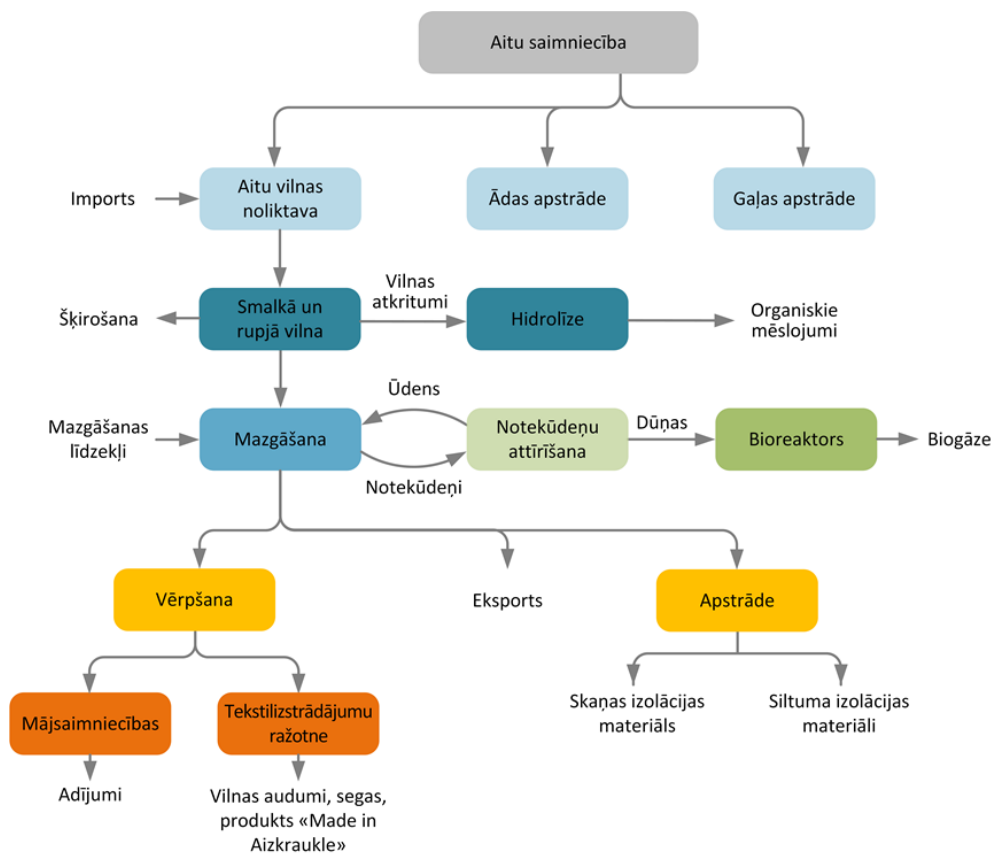 Aitu saimniecība
Imports
Aitu vilnas
noliktava
Ādas apstrāde
Gaļas apstrāde
Šķirošana
Smalkā un
rupjā vilna
Vilnas
atkritumi
Hidrolīze
Organiskie
mēslojumi
Mazgāšanas
līdzekļi
Mazgāšana
Ūdens
Notekūdeņi
Notekūdeņu
attīrīšana
Dūņas
Bioreaktors
Biogāze
Vērpšana
Eksports
Apstrāde
Mājsaimniecības
Tekstilizstrādājumu
ražotne
Skaņas izolācijas
materiāls
Siltuma izolācijas
materiāli
Adījumi
Vilnas audumi, segas,
produkts «Made in
Aizkraukle»